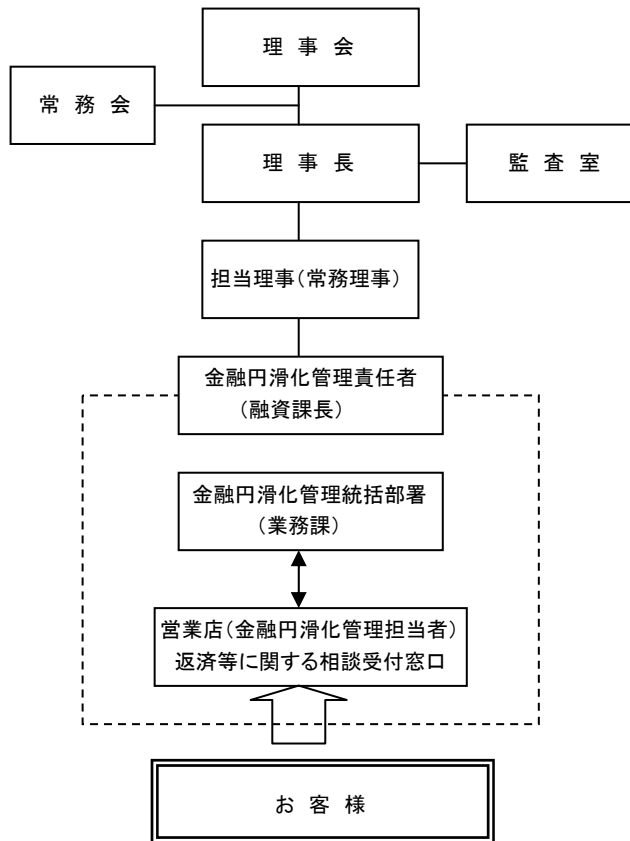 理 事 会
常 務 会
理 事 長
監 査 室
担当理事（常務理事）
金融円滑化管理責任者
（融資課長）
金融円滑化管理統括部署
（業務課）
営業店（金融円滑化管理担当者）
返済等に関する相談受付窓口
お 客 様